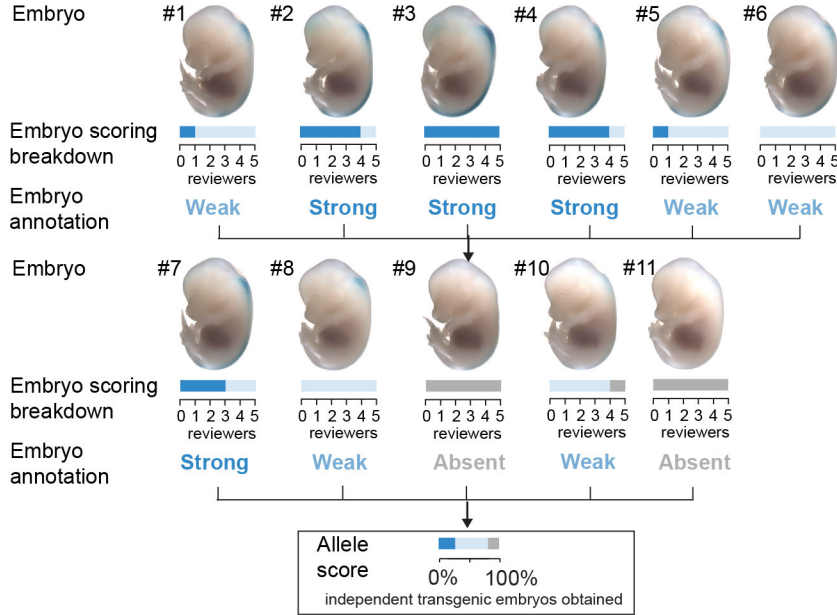 Embryo #1 #2 #3 #4 #5 #6
Embryo scoring
breakdown
0 1 2 3 4 5 0 1 2 3 4 5 0 1 2 3 4 5 0 1 2 3 4 5 0 1 2 3 4 5 0 1 2 3 4 5
reviewers reviewers reviewers reviewers reviewers reviewers
Embryo
annotation
Weak Strong Strong Strong Weak Weak
Embryo #7 #8 #9 #10 #11
Embryo scoring
breakdown
0 1 2 3 4 5 0 1 2 3 4 5 0 1 2 3 4 5 0 1 2 3 4 5 0 1 2 3 4 5
reviewers reviewers reviewers reviewers reviewers
Embryo
annotation
Strong Weak Absent Weak Absent
Allele
score
0% 100%
independent transgenic embryos obtained